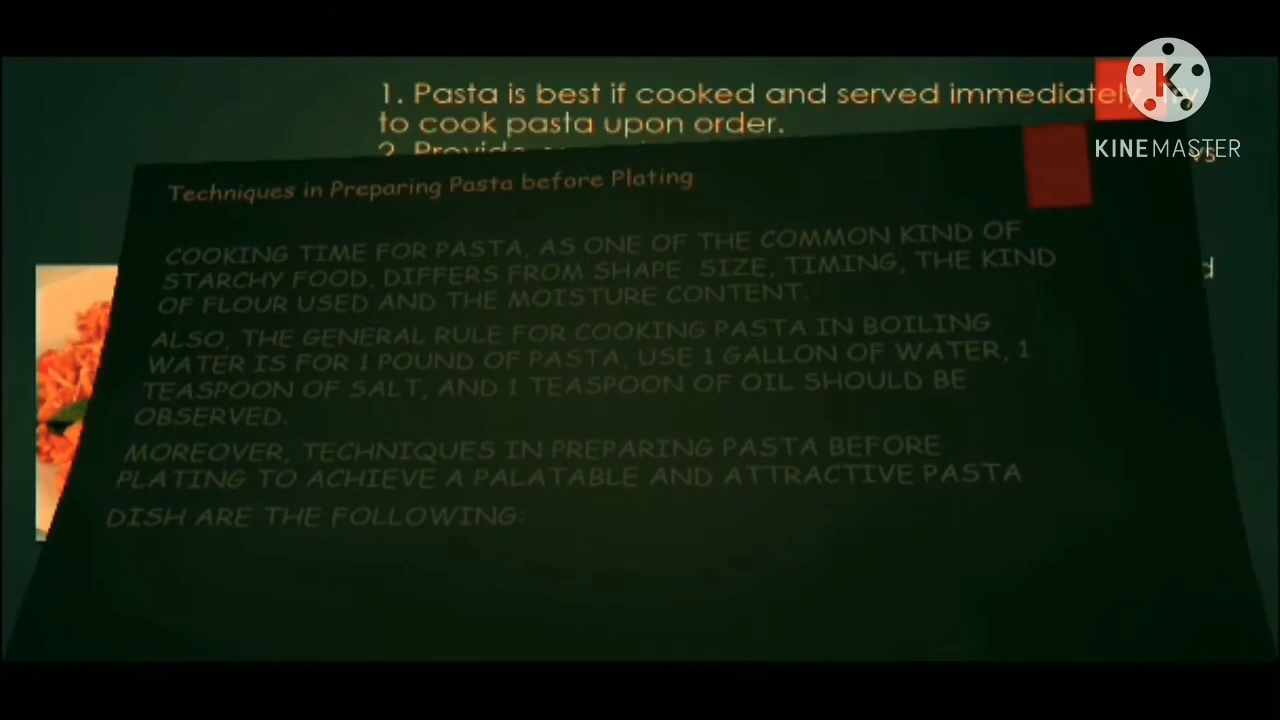 1. Pasta is best if cooked and served immediately. Try
to cook pasta upon order.
2. Provide
KINEMASTER
Techniques in Preparing Pasta before Plating
COOKING TIME FOR PASTA, AS ONE OF THE COMMON KIND OF
STARCHY FOOD, DIFFERS FROM SHAPE SIZE, TIMING, THE KIND
OF FLOUR USED AND THE MOISTURE CONTENT.
ALSO, THE GENERAL RULE FOR COOKING PASTA IN BOILING
WATER IS FOR 1 POUND OF PASTA, USE 1 GALLON OF WATER, 1
TEASPOON OF SALT, AND 1 TEASPOON OF OIL SHOULD BE
OBSERVED.
MOREOVER, TECHNIQUES IN PREPARING PASTA BEFORE
PLATING TO ACHIEVE A PALATABLE AND ATTRACTIVE PASTA
DISH ARE THE FOLLOWING: